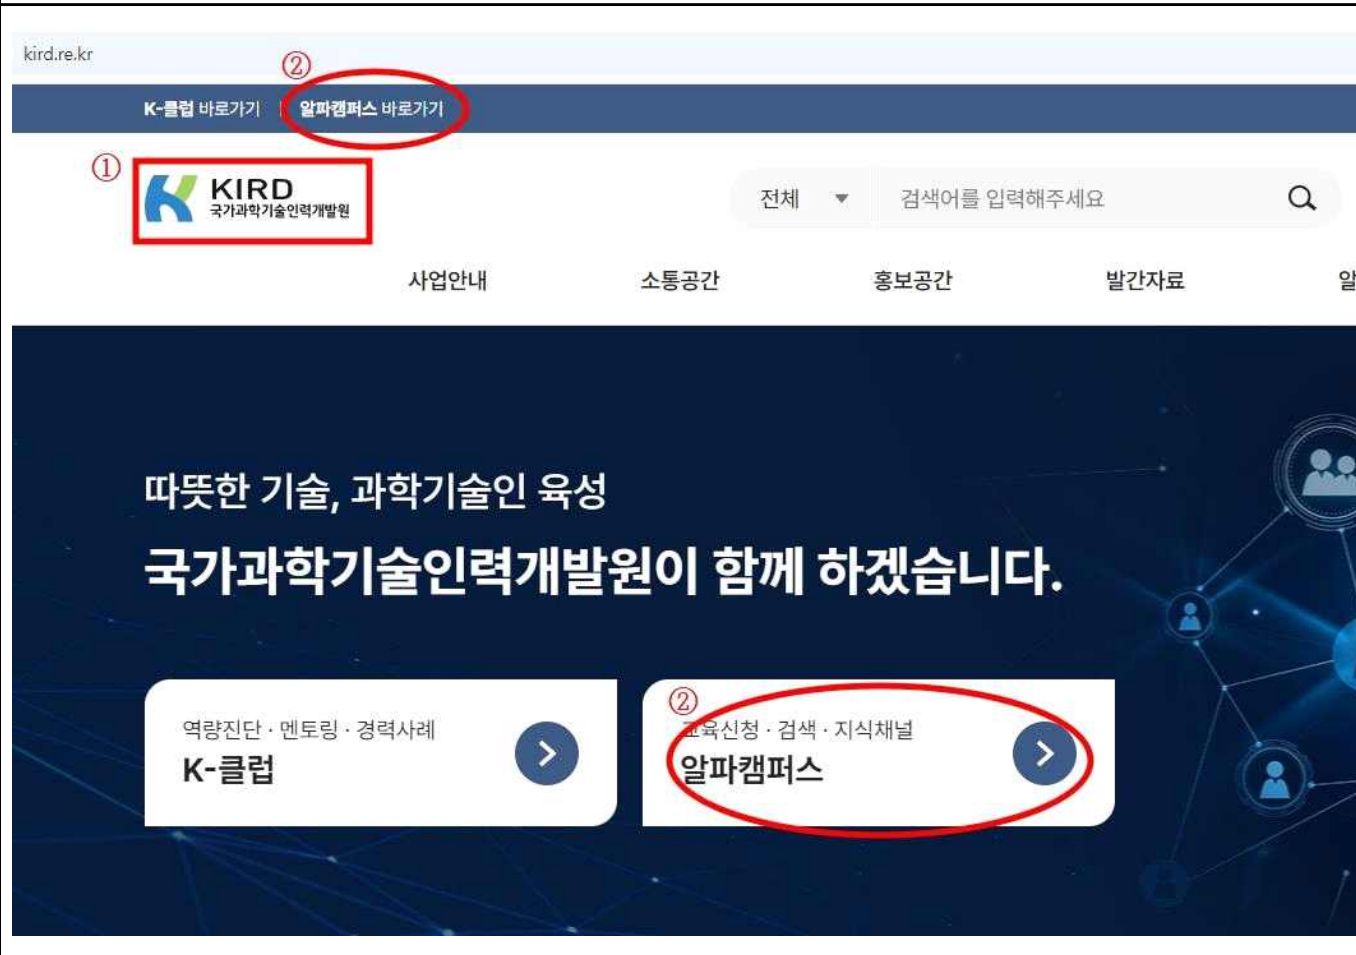 kird.re.kr
②
K-클럽 바로가기 | 알파캠퍼스 바로가기
①
KIRD
국가과학기술인력개발원
전체 ▼ 검색어를 입력해주세요
사업안내 소통공간 홍보공간 발간자료 알
따뜻한 기술, 과학기술인 육성
국가과학기술인력개발원이 함께 하겠습니다.
역량진단 · 멘토링 · 경력사례
K-클럽
②
교육신청 · 검색 · 지식채널
알파캠퍼스